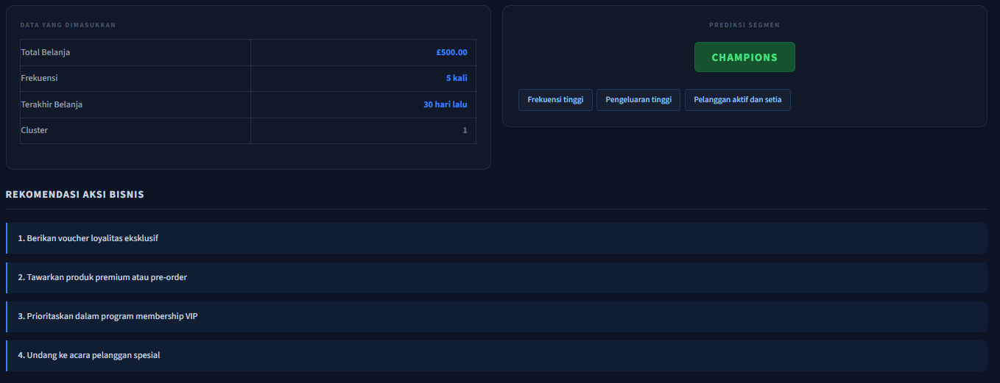 DATA YANG DIMASUKKAN
Total Belanja £500.00
Frekuensi 5 kali
Terakhir Belanja 30 hari lalu
Cluster 1
PREDIKSI SEGMEN
CHAMPIONS
Frekuensi tinggi
Pengeluaran tinggi
Pelanggan aktif dan setia
REKOMENDASI AKSI BISNIS
1. Berikan voucher loyalitas eksklusif
2. Tawarkan produk premium atau pre-order
3. Prioritaskan dalam program membership VIP
4. Undang ke acara pelanggan spesial